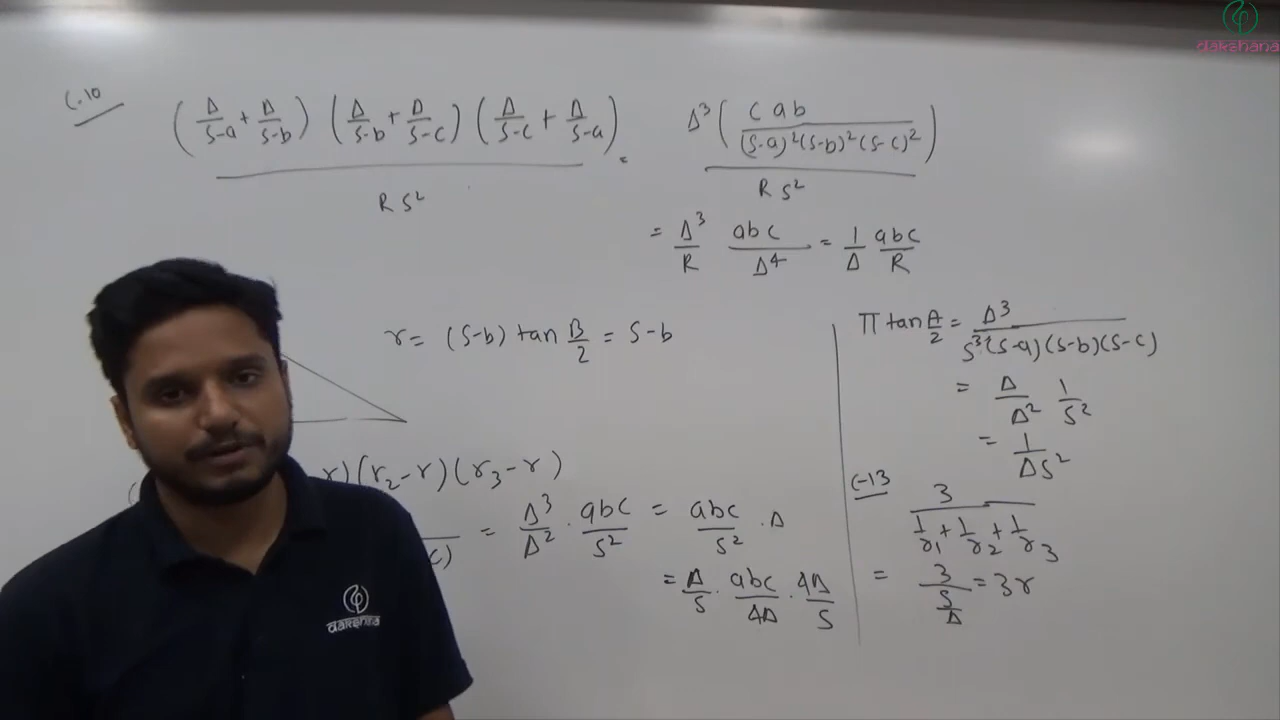 dakshana
C.10
(Δ/(s-a) + Δ/(s-b)) (Δ/(s-b) + Δ/(s-c)) (Δ/(s-c) + Δ/(s-a)) / R s² = Δ³ (c a b / (s-a)²(s-b)²(s-c)²) / R s²
= Δ³/R abc/Δ⁴ = 1/Δ abc/R
r = (s-b) tan B/2 = s-b
r)(r₂-r)(r₃-r)
c) = Δ³/Δ² · abc/s² = abc/s² · Δ
= Δ/s · abc/4Δ · 4Δ/s
Π tan A/2 = Δ³ / s³(s-a)(s-b)(s-c)
= Δ/Δ² 1/s²
= 1/Δs²
C-13
3 / (1/r₁ + 1/r₂ + 1/r₃)
= 3/(s/Δ) = 3r
dakshana